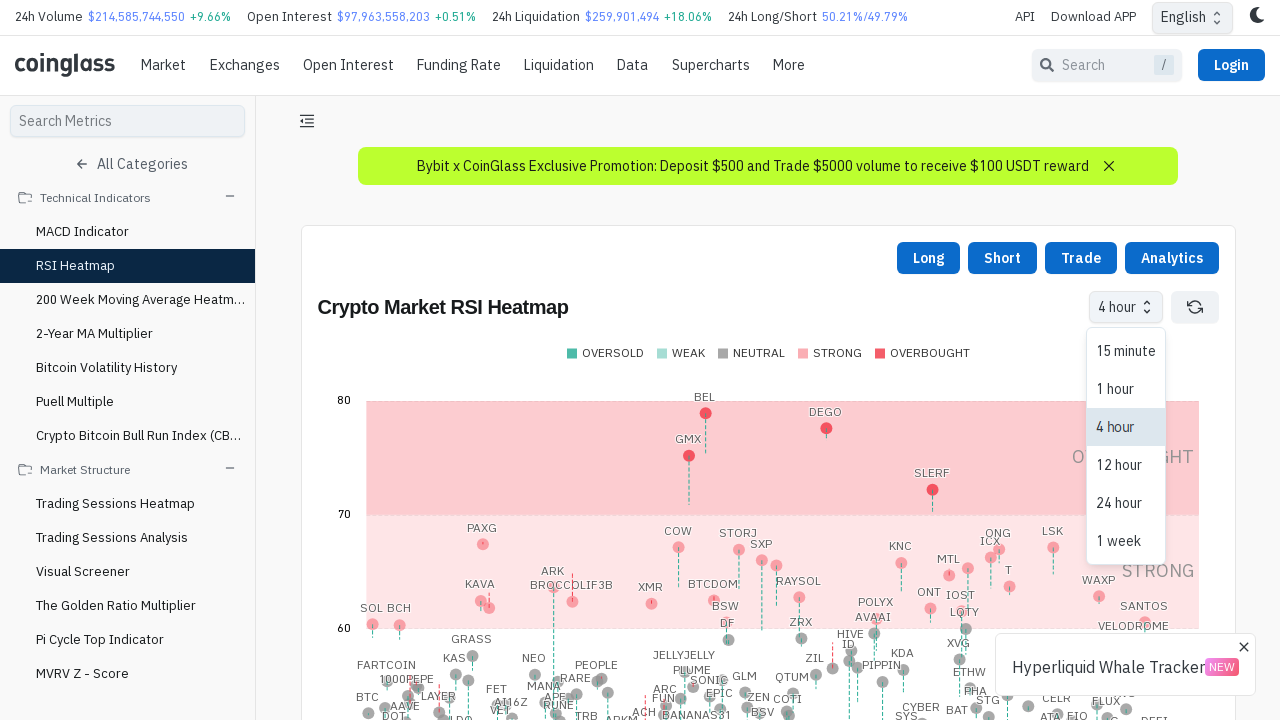 24h Volume $214,585,744,550 +9.66% Open Interest $97,963,558,203 +0.51% 24h Liquidation $259,901,494 +18.06% 24h Long/Short 50.21%/49.79% API Download APP English
coinglass Market Exchanges Open Interest Funding Rate Liquidation Data Supercharts More Search / Login
Search Metrics
All Categories
Technical Indicators
MACD Indicator
RSI Heatmap
200 Week Moving Average Heatm...
2-Year MA Multiplier
Bitcoin Volatility History
Puell Multiple
Crypto Bitcoin Bull Run Index (CB...
Market Structure
Trading Sessions Heatmap
Trading Sessions Analysis
Visual Screener
The Golden Ratio Multiplier
Pi Cycle Top Indicator
MVRV Z - Score
Bybit x CoinGlass Exclusive Promotion: Deposit $500 and Trade $5000 volume to receive $100 USDT reward
Long Short Trade Analytics
Crypto Market RSI Heatmap 4 hour
15 minute
1 hour
4 hour
12 hour
24 hour
1 week
OVERSOLD WEAK NEUTRAL STRONG OVERBOUGHT
80
BEL
DEGO
GMX
SLERF
70
PAXG COW STORJ SXP KNC MTL ICX ONG LSK
STRONG
ARK T
KAVA BROCCOLIF3B XMR BTCDOM RAYSOL ONT IOST WAXP
SOL BCH BSW POLYX LQTY SANTOS
60 DF ZRX AVAAI VELODROME
GRASS HIVE XVG
FARTCOIN KAS NEO JELLYJELLY ZIL ID KDA
1000PEPE PEOPLE RARE PLUME GLM QTUM PIPPIN ETHW
BTC LAYER FET MANA ARC SONIC EPIC ZEN COTI PHA
AAVE AI16Z RUNE FUN STG CELR FLUX
DOT TRB ACH BANANAS31 BSV CYBER BAT
ARKM SYS ATA
Hyperliquid Whale Tracker NEW